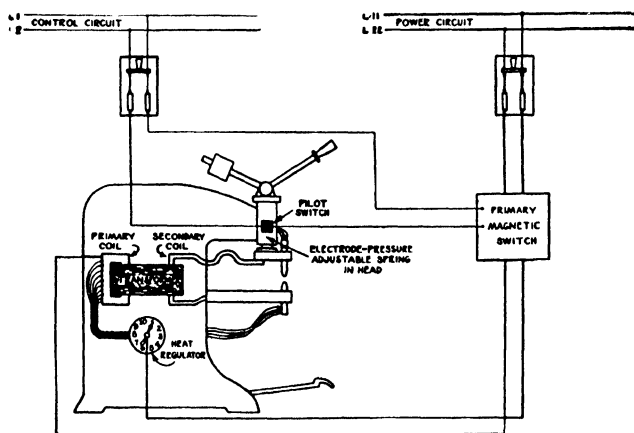 CONTROL CIRCUIT
POWER CIRCUIT
PILOT
SWITCH
PRIMARY
MAGNETIC
SWITCH
PRIMARY
COIL
SECONDARY
COIL
ELECTRODE-PRESSURE
ADJUSTABLE SPRING
IN HEAD
HEAT
REGULATOR